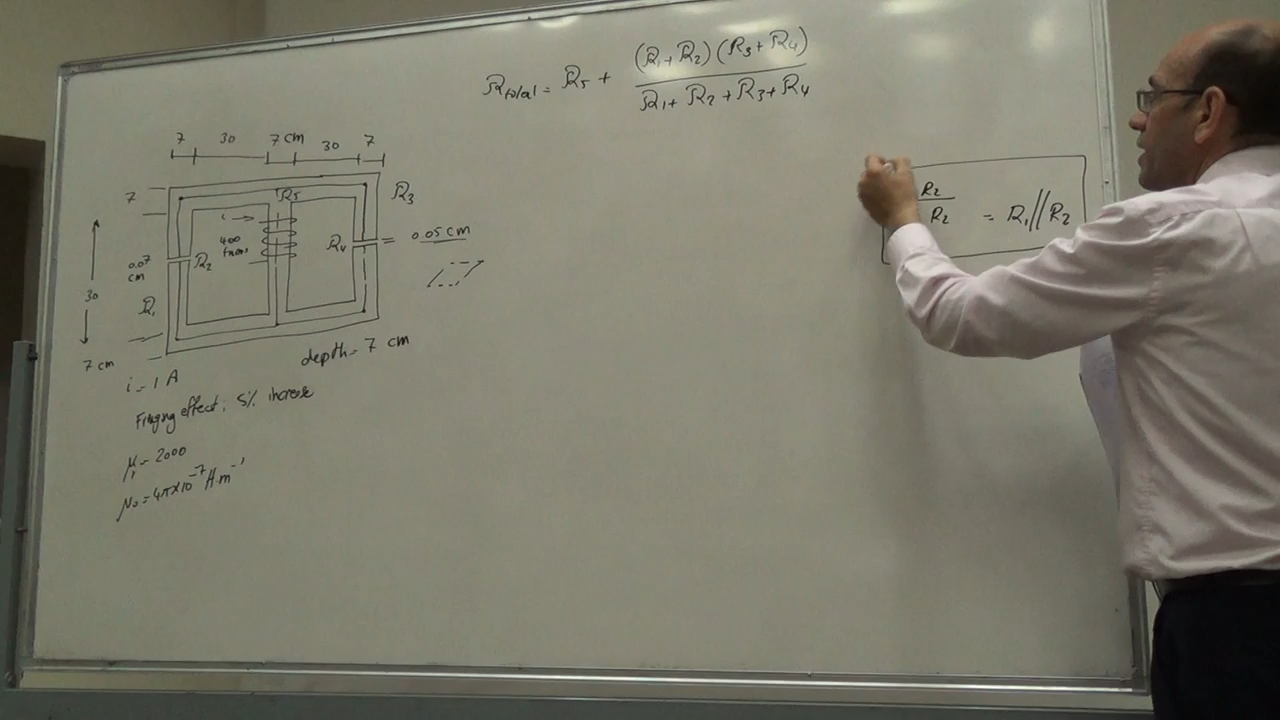 ℛtotal = ℛ5 + (ℛ1 + ℛ2) (ℛ3 + ℛ4) / ℛ1 + ℛ2 + ℛ3 + ℛ4
7 30 7 cm 30 7
7
ℛ5
ℛ3
i
400
turns
ℛ4
= 0.05 cm
0.07
cm
ℛ2
30
ℛ1
7 cm
depth = 7 cm
i = 1 A
Fringing effect: 5% increase
μr = 2000
μ0 = 4π×10⁻⁷ H.m⁻¹
R2
R2 = R1 // R2